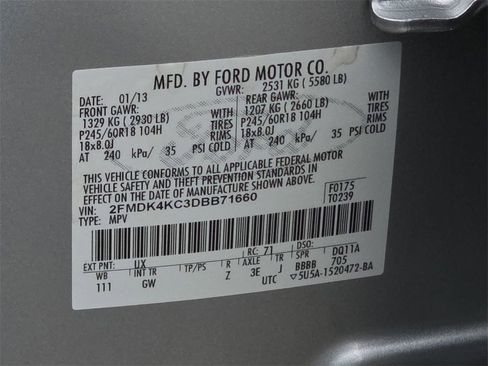 MFD. BY FORD MOTOR CO.
DATE: 01/13 GVWR: 2531 KG ( 5580 LB)
FRONT GAWR: REAR GAWR:
1329 KG ( 2930 LB) WITH 1207 KG ( 2660 LB) WITH
P245/60R18 104H TIRES P245/60R18 104H TIRES
18x8.0J RIMS 18x8.0J RIMS
AT 240 kPa/ 35 PSI COLD AT 240 kPa/ 35 PSI COLD
THIS VEHICLE CONFORMS TO ALL APPLICABLE FEDERAL MOTOR
VEHICLE SAFETY AND THEFT PREVENTION STANDARDS IN
EFFECT ON THE DATE OF MANUFACTURE SHOWN ABOVE.
VIN: 2FMDK4KC3DBB71660 F0175
TYPE: MPV T0239
EXT PNT: UX RC: 71 DSO:
WB INT TR TP/PS R AXLE TR SPR DQ11A
111 GW Z 3E J BBBB 705
UTC ▽5U5A-1520472-BA
Ford